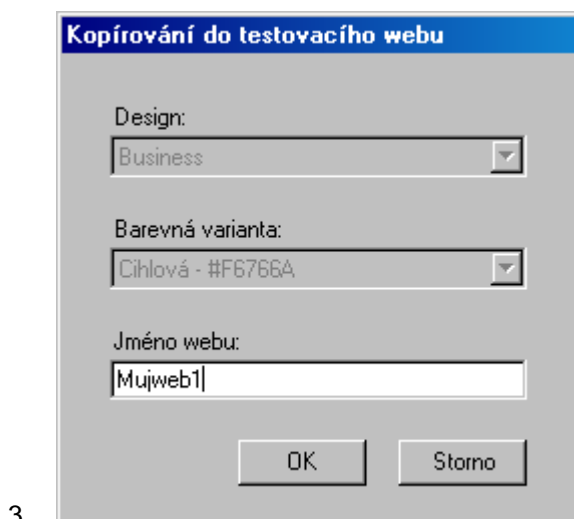 Kopírování do testovacího webu
Design:
Business
Barevná varianta:
Cihlová - #F6766A
Jméno webu:
Mujweb1
OK Storno
3